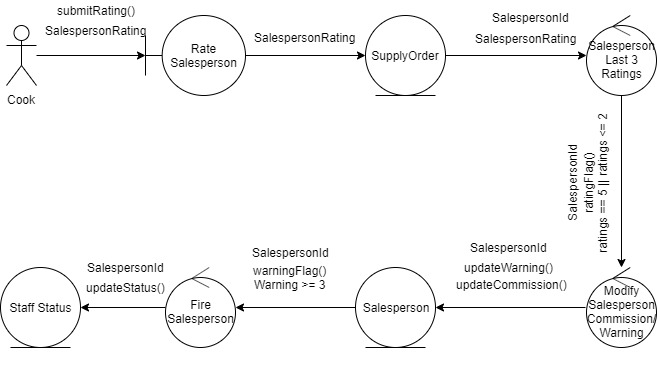 submitRating()
SalespersonRating
Cook
Rate
Salesperson
SalespersonRating
SupplyOrder
SalespersonId
SalespersonRating
Salesperson
Last 3
Ratings
SalespersonId
ratingFlag()
ratings == 5 || ratings <= 2
Modify
Salesperson
Commission/
Warning
SalespersonId
updateWarning()
updateCommission()
Salesperson
SalespersonId
warningFlag()
Warning >= 3
Fire
Salesperson
SalespersonId
updateStatus()
Staff Status